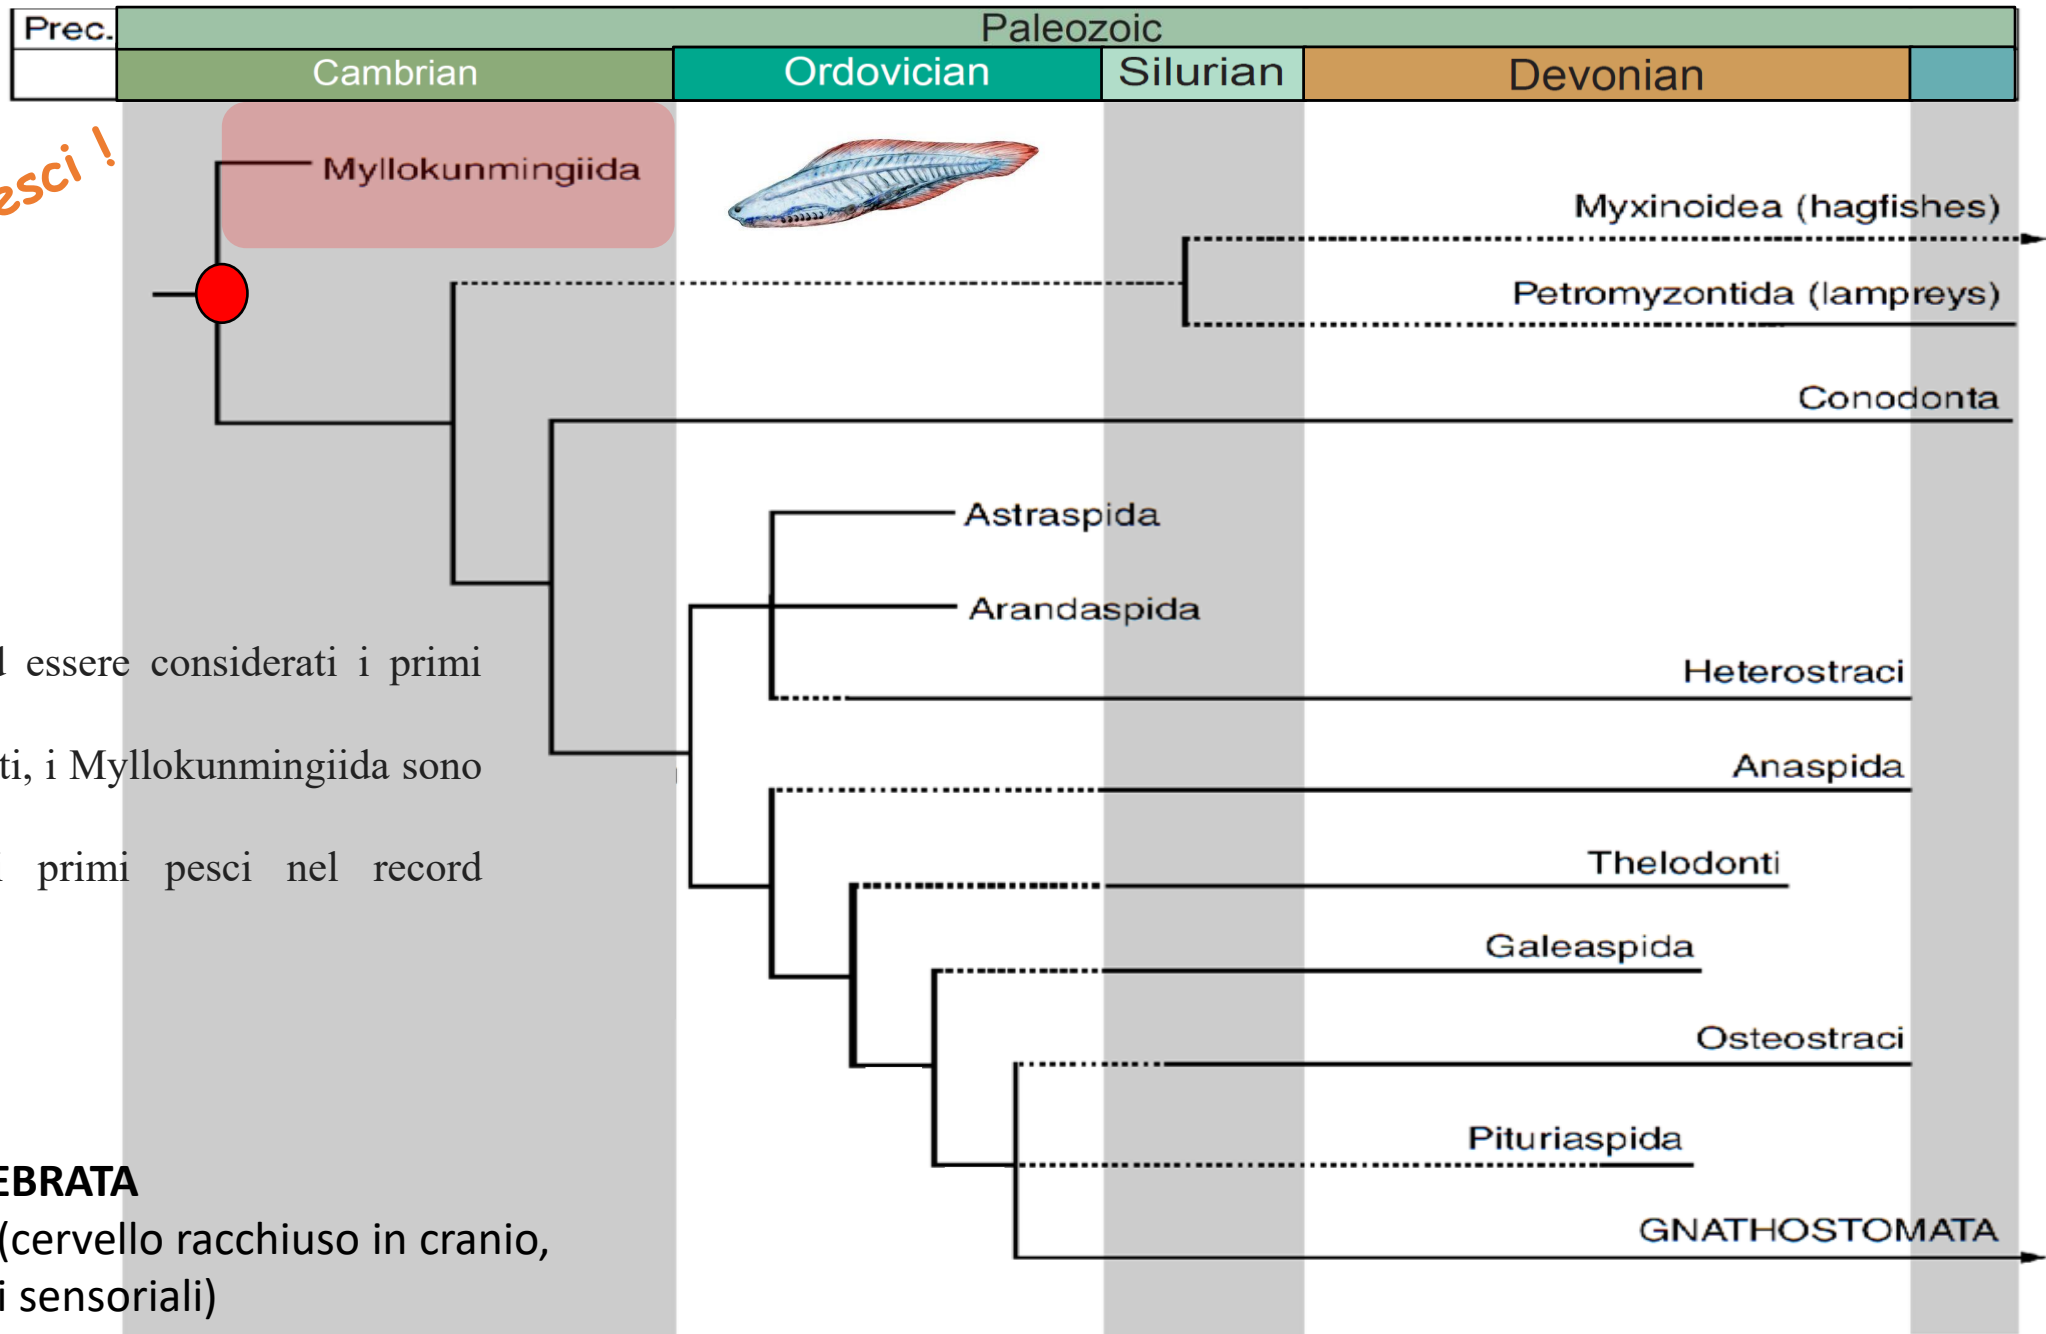 Prec.
Paleozoic
Cambrian
Ordovician
Silurian
Devonian
esci !
Myllokunmingiida
Myxinoidea (hagfishes)
Petromyzontida (lampreys)
Conodonta
Astraspida
Arandaspida
essere considerati i primi
Heterostraci
ti, i Myllokunmingiida sono
Anaspida
primi pesci nel record
Thelodonti
Galeaspida
Osteostraci
Pituriaspida
EBRATA
GNATHOSTOMATA
(cervello racchiuso in cranio,
i sensoriali)